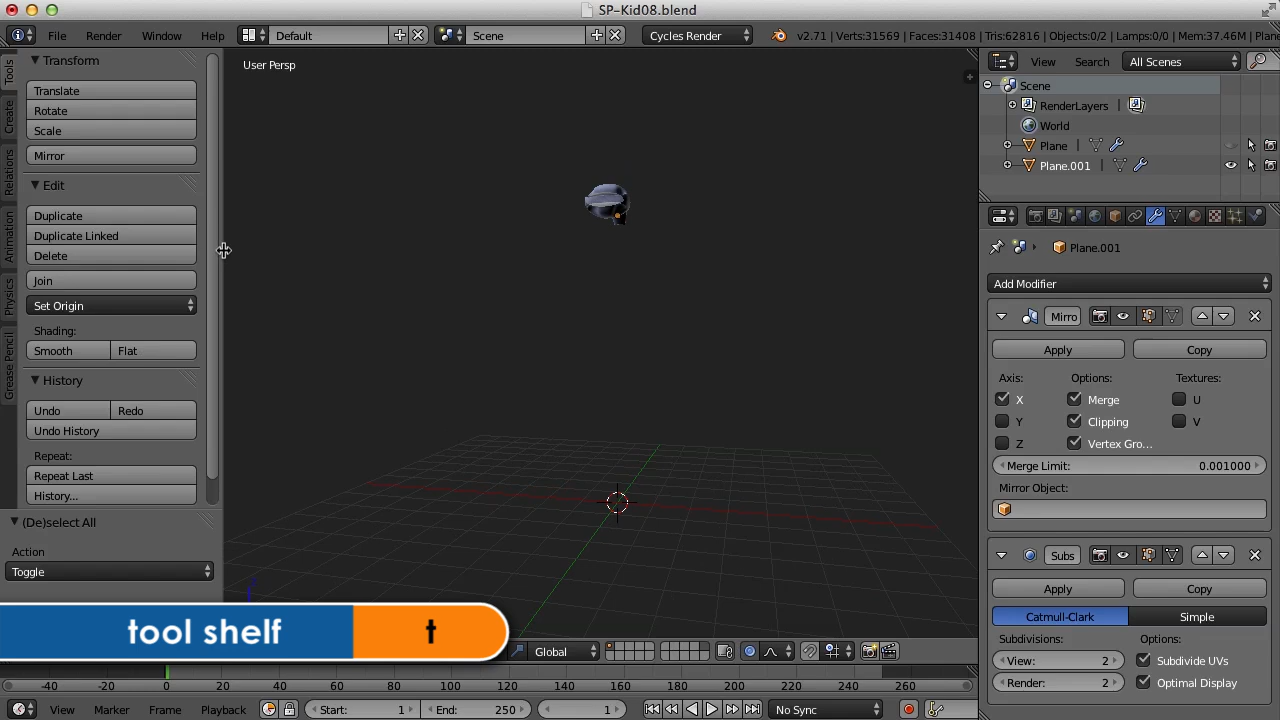 SP-Kid08.blend
File Render Window Help Default Scene Cycles Render v2.71 | Verts:31569 | Faces:31408 | Tris:62816 | Objects:0/2 | Lamps:0/0 | Mem:37.46M | Plane
Tools
Create
Relations
Animation
Physics
Grease Pencil
Transform
Translate
Rotate
Scale
Mirror
Edit
Duplicate
Duplicate Linked
Delete
Join
Set Origin
Shading:
Smooth Flat
History
Undo Redo
Undo History
Repeat:
Repeat Last
History...
(De)select All
Action
Toggle
User Persp
tool shelf t
Global
-40 -20 0 20 40 60 80 100 120 140 160 180 200 220 240 260
View Marker Frame Playback Start: 1 End: 250 1 No Sync
View Search All Scenes
Scene
RenderLayers
World
Plane
Plane.001
Plane.001
Add Modifier
Mirro
Apply Copy
Axis: Options: Textures:
X Merge U
Y Clipping V
Z Vertex Gro...
Merge Limit: 0.001000
Mirror Object:
Subs
Apply Copy
Catmull-Clark Simple
Subdivisions: Options:
View: 2 Subdivide UVs
Render: 2 Optimal Display